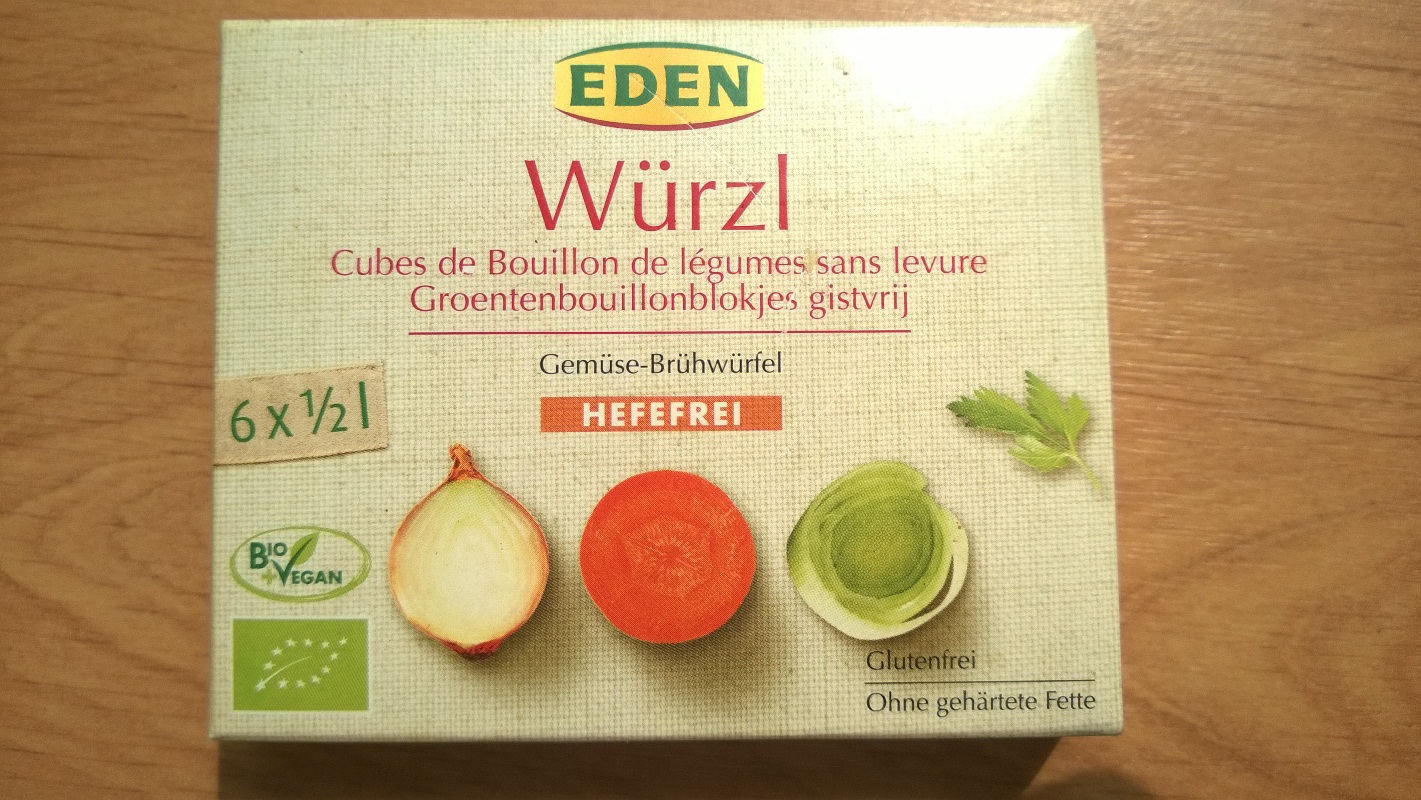 EDEN
Würzl
Cubes de Bouillon de légumes sans levure
Groentenbouillonblokjes gistvrij
Gemüse-Brühwürfel
HEFEFREI
6 x ½ l
BIO
+VEGAN
Glutenfrei
Ohne gehärtete Fette